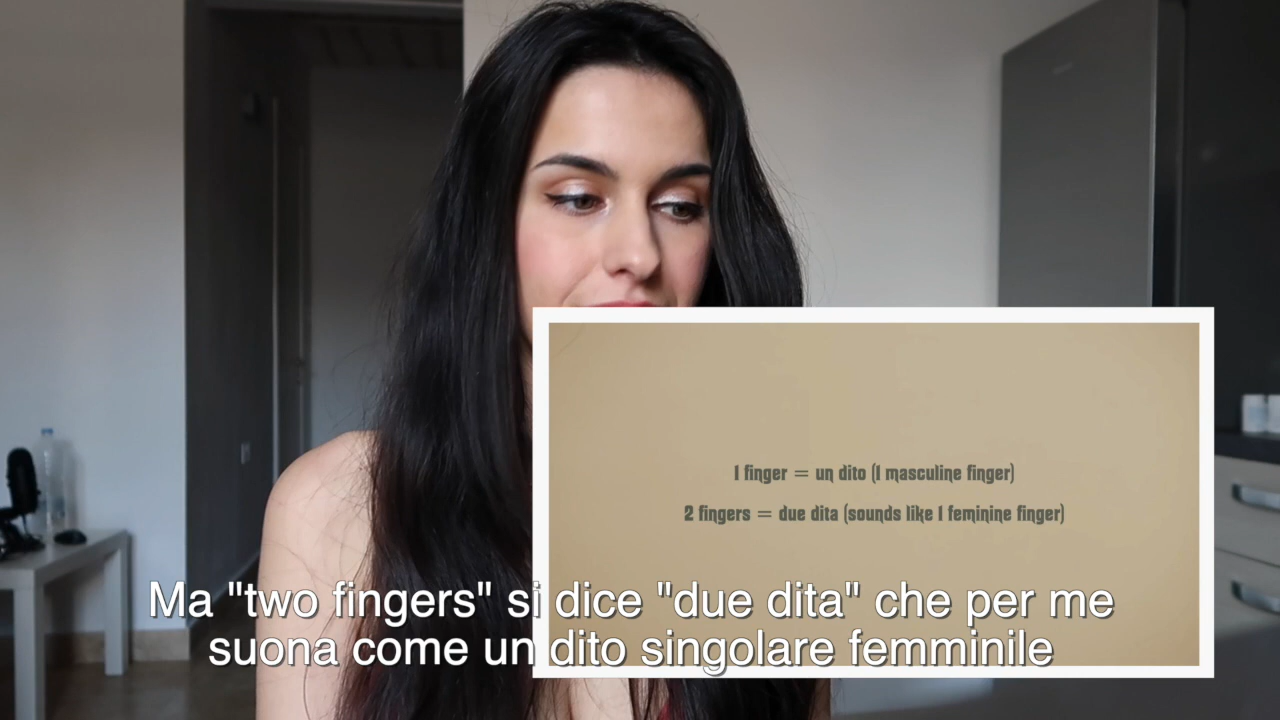 1 finger = un dito (1 masculine finger)
2 fingers = due dita (sounds like 1 feminine finger)
Ma "two fingers" si dice "due dita" che per me
suona come un dito singolare femminile